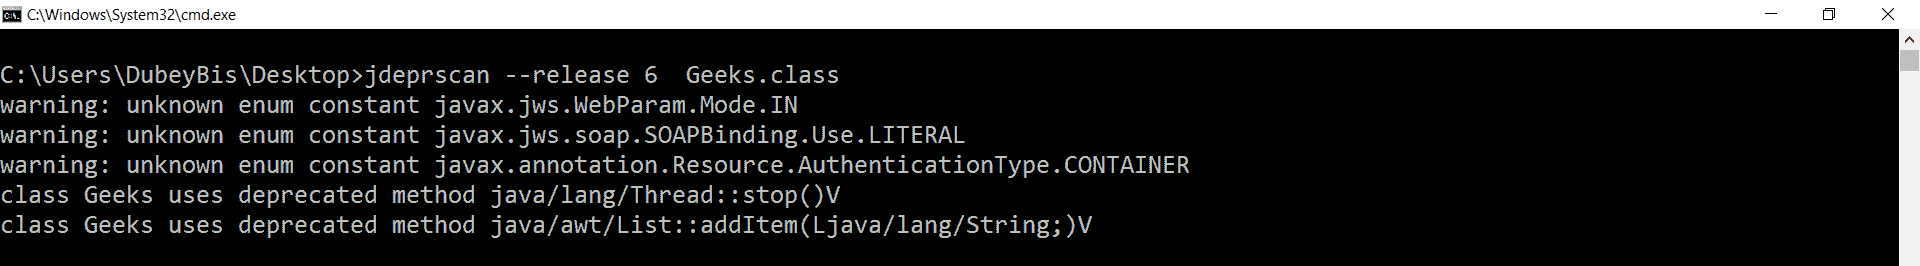 C:\Windows\System32\cmd.exe
C:\Users\DubeyBis\Desktop>jdeprscan --release 6  Geeks.class
warning: unknown enum constant javax.jws.WebParam.Mode.IN
warning: unknown enum constant javax.jws.soap.SOAPBinding.Use.LITERAL
warning: unknown enum constant javax.annotation.Resource.AuthenticationType.CONTAINER
class Geeks uses deprecated method java/lang/Thread::stop()V
class Geeks uses deprecated method java/awt/List::addItem(Ljava/lang/String;)V